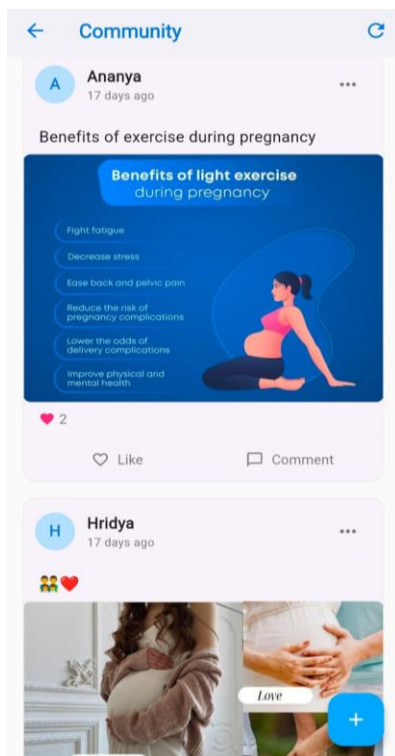 Community
A
Ananya
17 days ago
Benefits of exercise during pregnancy
Benefits of light exercise
during pregnancy
Fight fatigue
Decrease stress
Ease back and pelvic pain
Reduce the risk of
pregnancy complications
Lower the odds of
delivery complications
Improve physical and
mental health
2
Like
Comment
H
Hridya
17 days ago
Love